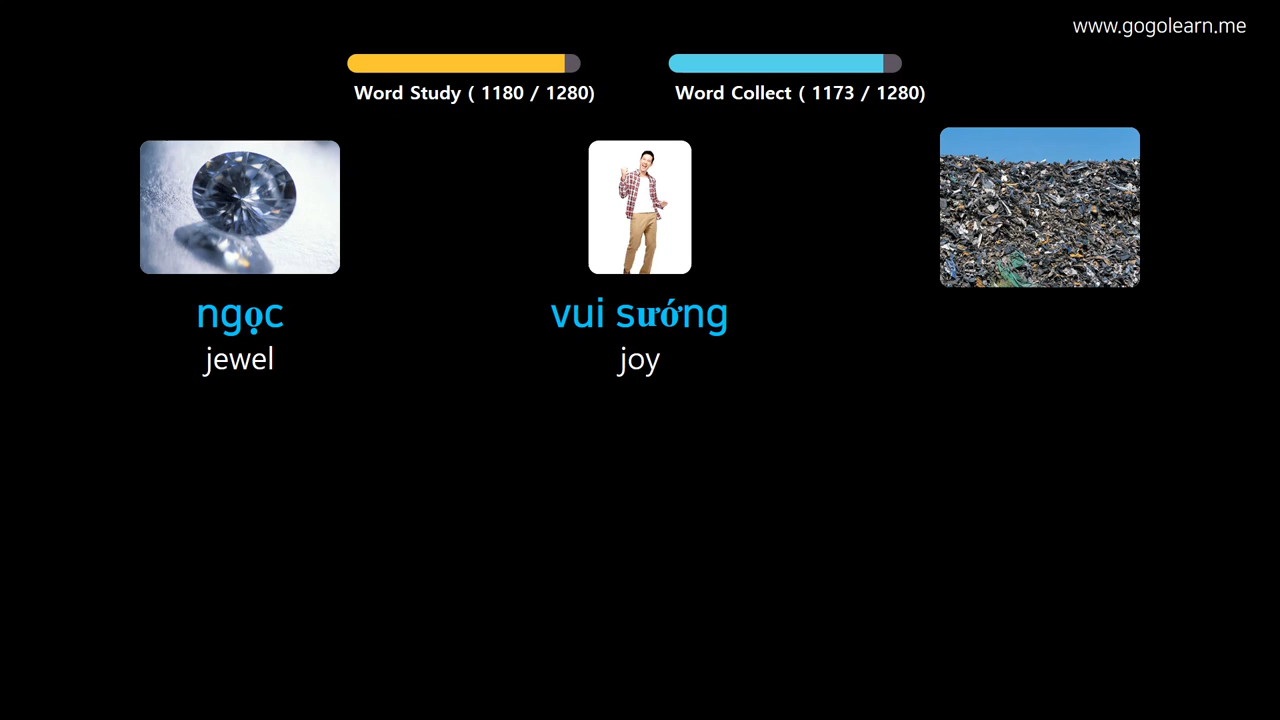 www.gogolearn.me
Word Study ( 1180 / 1280)
Word Collect ( 1173 / 1280)
ngọc
jewel
vui sướng
joy